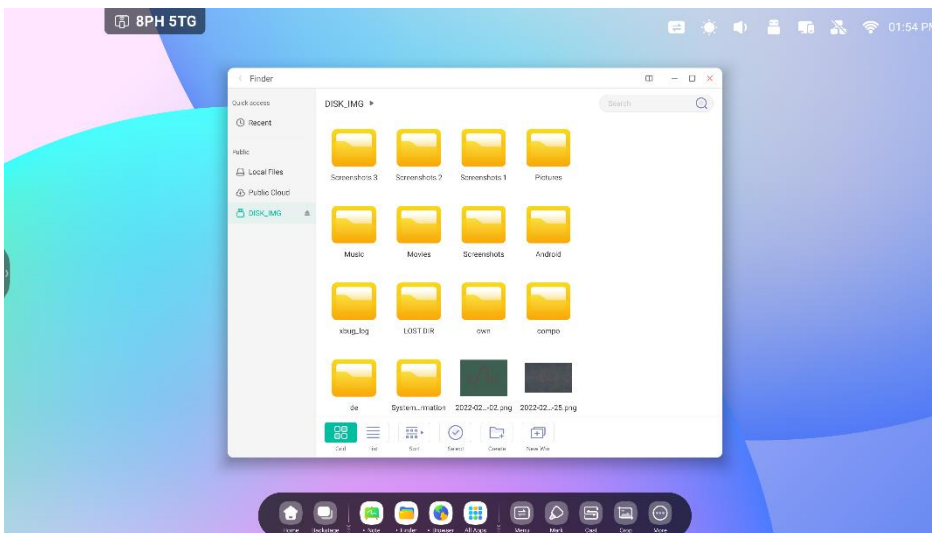 8PH 5TG
01:54 PM
Finder
Quick access
DISK_IMG
Search
Recent
Public
Local Files
Public Cloud
DISK_IMG
Screenshots 3
Screenshots 2
Screenshots 1
Pictures
Music
Movies
Screenshots
Android
xbug_log
LOST.DIR
own
compo
de
System...rmation
2022-02...-02.png
2022-02...-25.png
Grid
list
Sort
Select
Create
New Win
Home
Backstage
• Note
• Finder
• Browser
All Apps
Menu
Mark
Cast
Crop
More